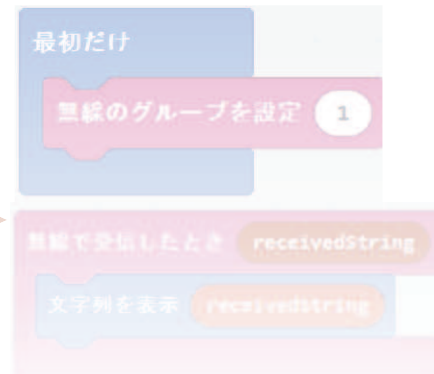 最初だけ
無線のグループを設定 1
無線で受信したとき receivedString
文字列を表示 receivedString